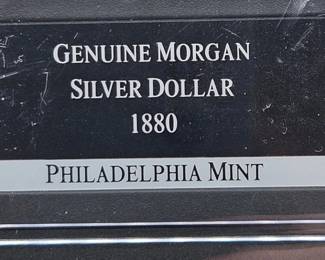 GENUINE MORGAN
SILVER DOLLAR
1880
PHILADELPHIA MINT